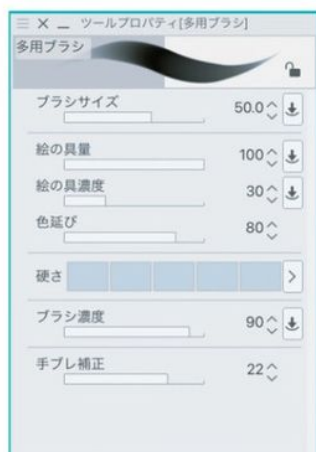 ツールプロパティ[多用ブラシ]
多用ブラシ
ブラシサイズ 50.0
絵の具量 100
絵の具濃度 30
色延び 80
硬さ
ブラシ濃度 90
手ブレ補正 22